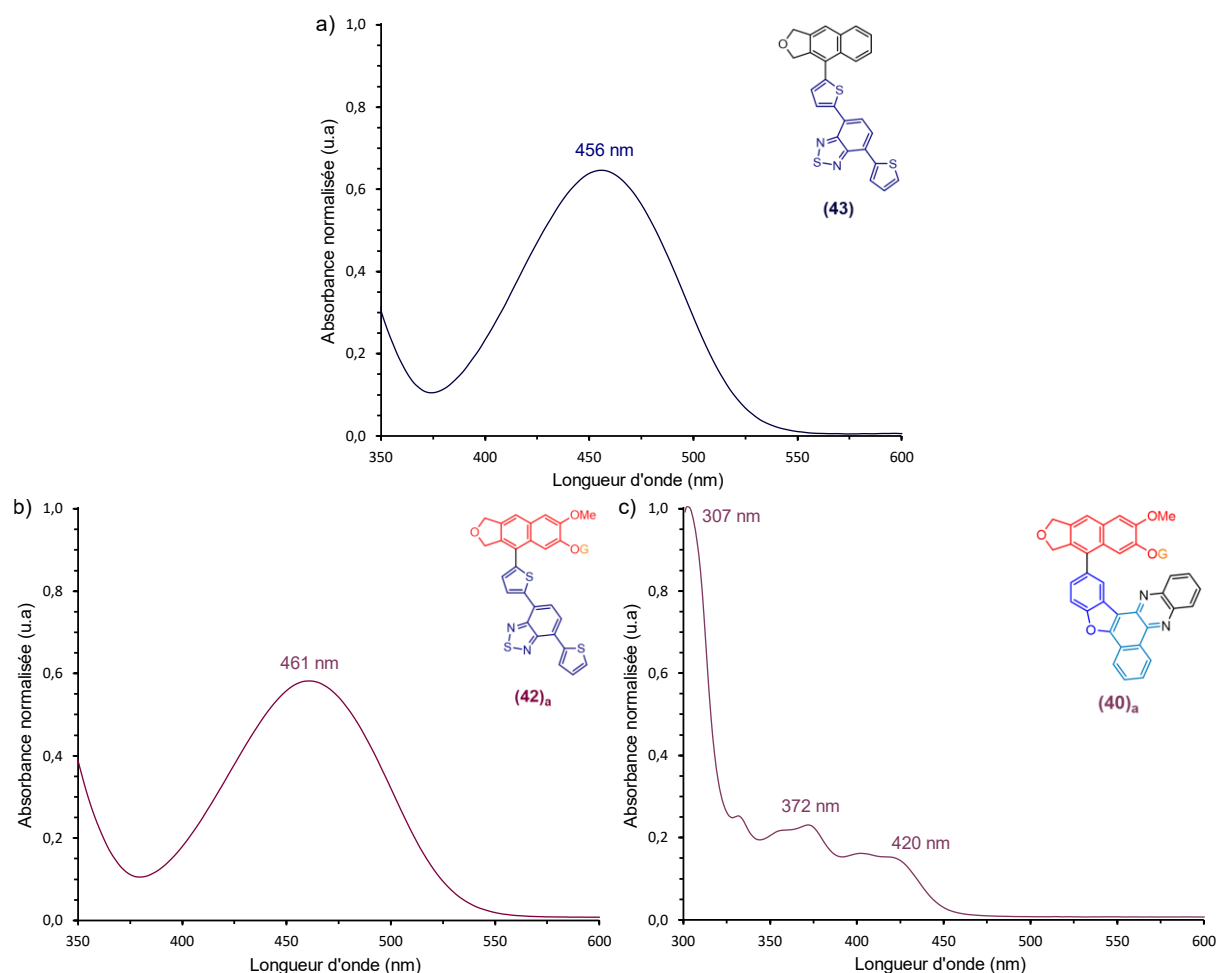 a)
1,0
0,8
0,6
0,4
0,2
0,0
Absorbance normalisée (u.a)
456 nm
O
S
N
S
N
S
(43)
350
400
450
500
550
600
Longueur d'onde (nm)
b)
1,0
0,8
0,6
0,4
0,2
0,0
Absorbance normalisée (u.a)
461 nm
OMe
O
OG
S
N
S
N
S
(42)a
350
400
450
500
550
600
Longueur d'onde (nm)
c)
1,0
0,8
0,6
0,4
0,2
0,0
Absorbance normalisée (u.a)
307 nm
372 nm
420 nm
OMe
O
OG
N
N
O
(40)a
300
350
400
450
500
550
600
Longueur d'onde (nm)